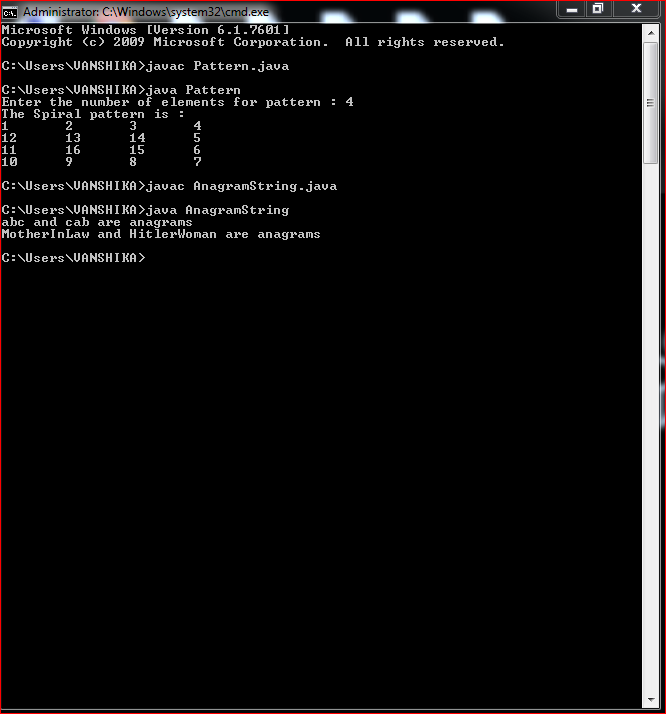 Administrator: C:\Windows\system32\cmd.exe
Microsoft Windows [Version 6.1.7601]
Copyright (c) 2009 Microsoft Corporation.  All rights reserved.
C:\Users\VANSHIKA>javac Pattern.java
C:\Users\VANSHIKA>java Pattern
Enter the number of elements for pattern : 4
The Spiral pattern is :
1       2       3       4
12      13      14      5
11      16      15      6
10      9       8       7
C:\Users\VANSHIKA>javac AnagramString.java
C:\Users\VANSHIKA>java AnagramString
abc and cab are anagrams
MotherInLaw and HitlerWoman are anagrams
C:\Users\VANSHIKA>